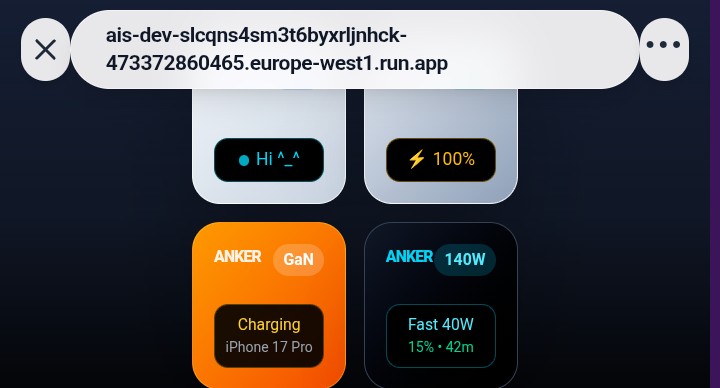 ais-dev-slcqns4sm3t6byxrljnhck-
473372860465.europe-west1.run.app
Hi ^_^
⚡ 100%
ANKER GaN
ANKER 140W
Charging
iPhone 17 Pro
Fast 40W
15% • 42m